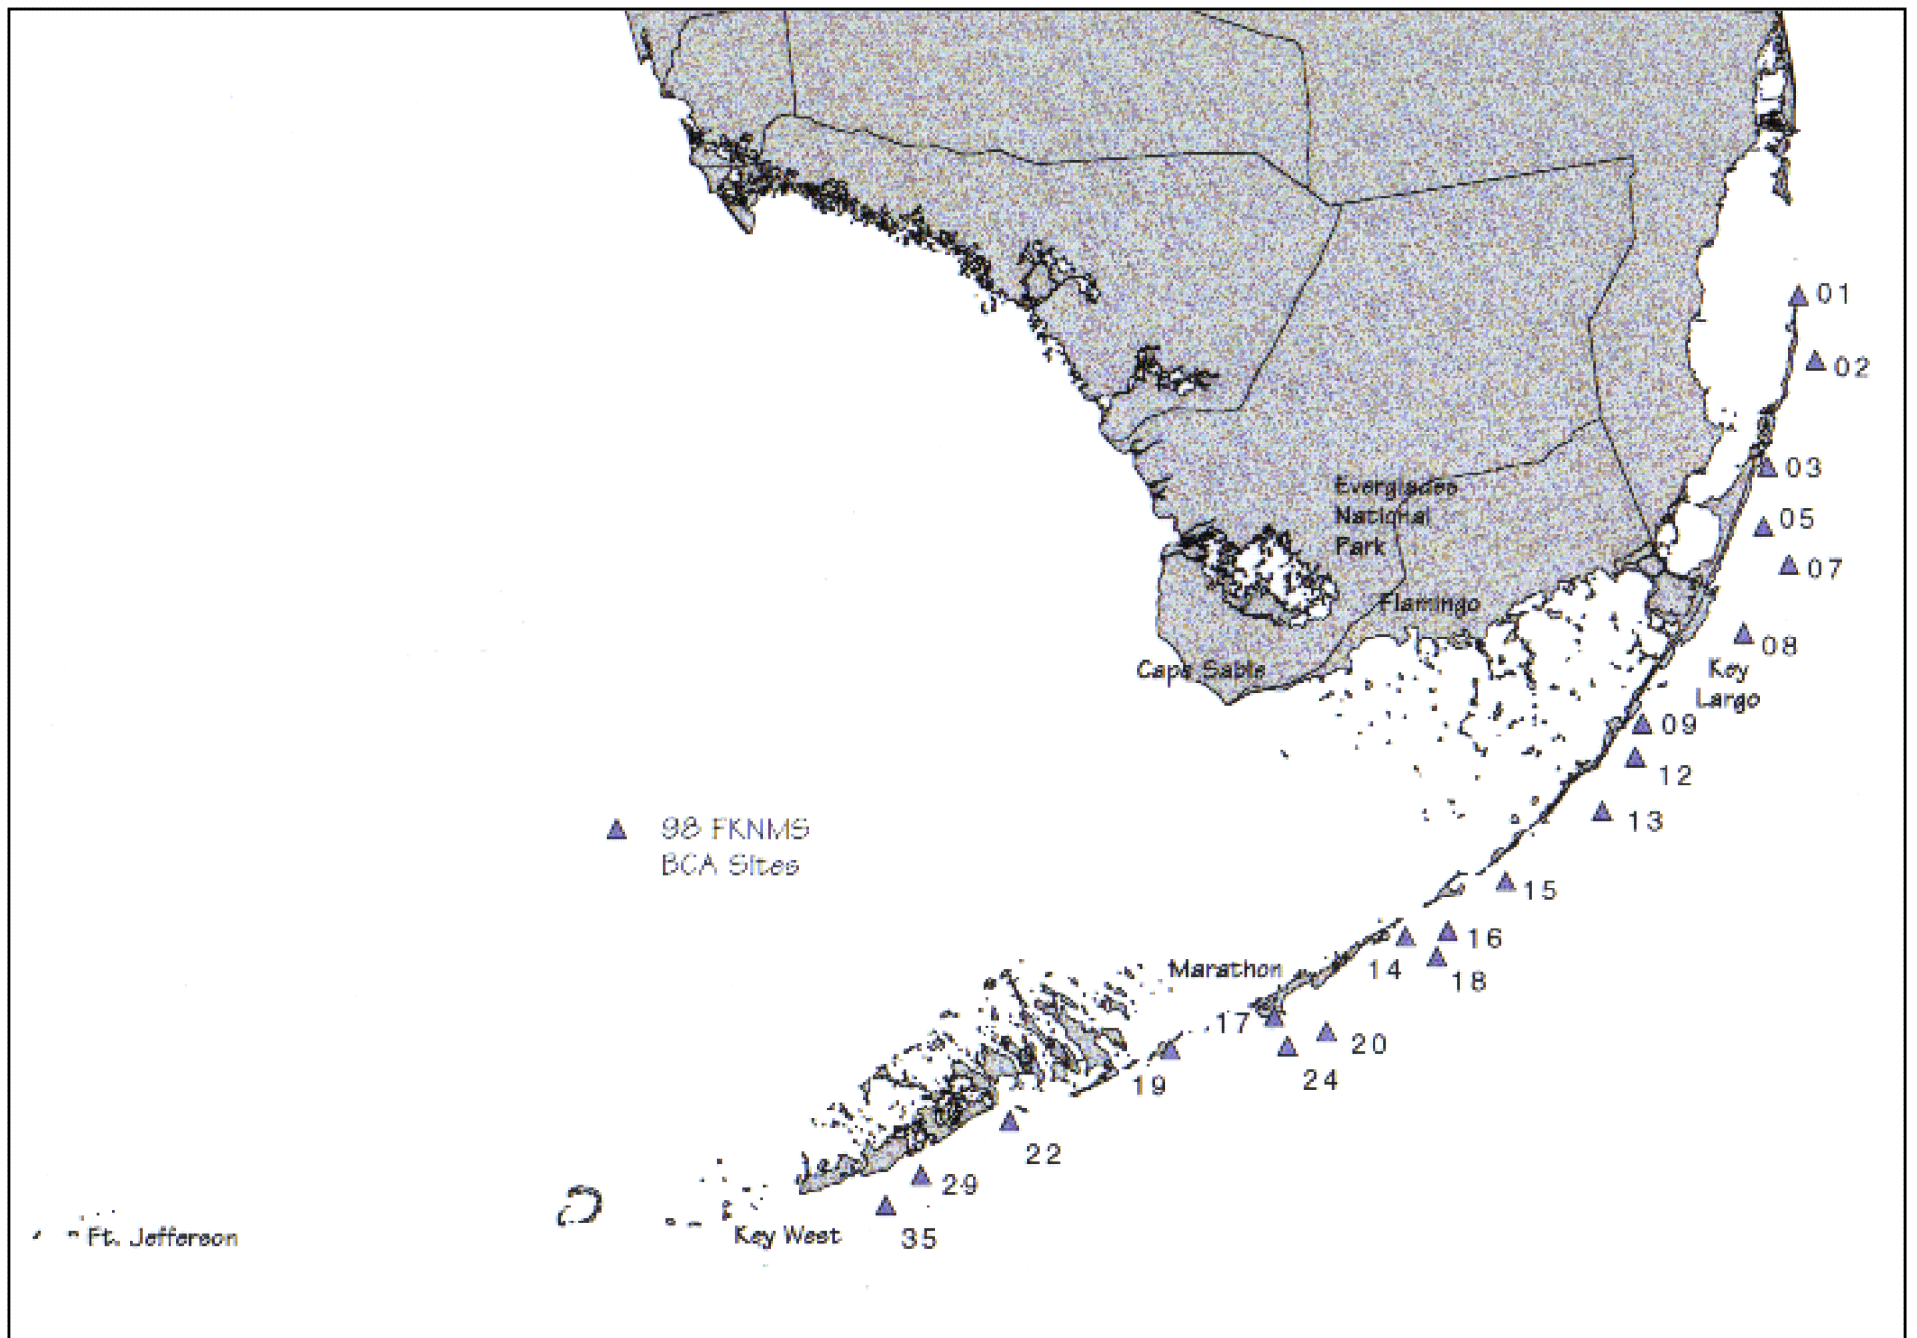 01
02
03
05
07
08
Everglades
National
Park
Flamingo
Cape Sable
Key
Largo
09
12
13
98 FKNMS
BCA Sites
15
16
14
18
Marathon
17
20
24
19
22
29
35
Key West
Ft. Jefferson